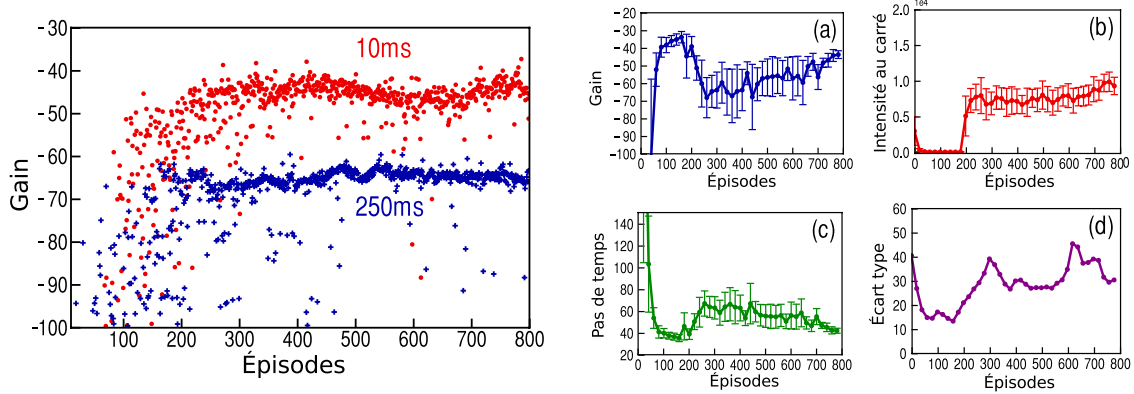 −30
−40
−50
−60
−70
−80
−90
−100
Gain
10ms
250ms
100 200 300 400 500 600 700 800
Épisodes
(a)
−20
−30
−40
−50
−60
−70
−80
−90
−100
Gain
0 100 200 300 400 500 600 700 800
Épisodes
(b)
1e4
2.0
1.5
1.0
0.5
0.0
Intensité au carré
0 100 200 300 400 500 600 700 800
Épisodes
(c)
140
120
100
80
60
40
20
Pas de temps
0 100 200 300 400 500 600 700 800
Épisodes
(d)
60
50
40
30
20
10
0
Écart type
0 100 200 300 400 500 600 700 800
Épisodes